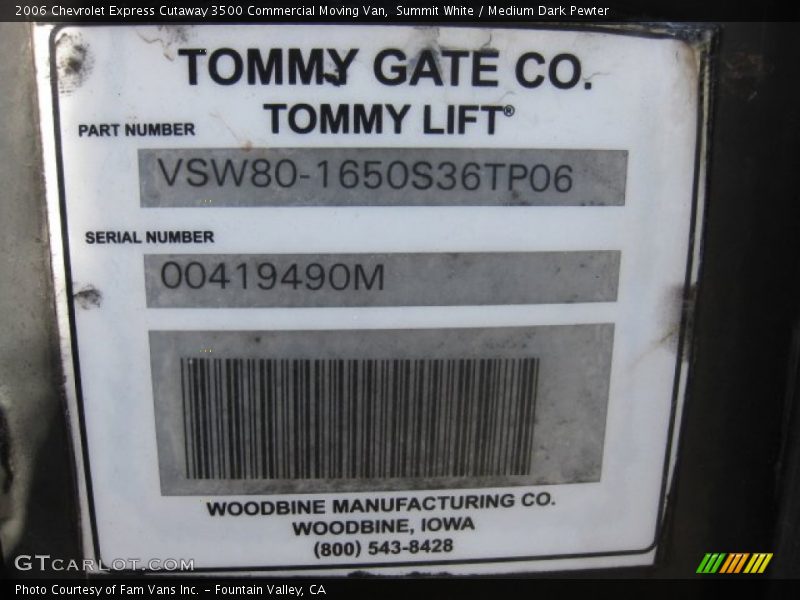 2006 Chevrolet Express Cutaway 3500 Commercial Moving Van, Summit White / Medium Dark Pewter
TOMMY GATE CO.
TOMMY LIFT®
PART NUMBER
VSW80-1650S36TP06
SERIAL NUMBER
00419490M
WOODBINE MANUFACTURING CO.
WOODBINE, IOWA
(800) 543-8428
GTCARLOT.COM
Photo Courtesy of Fam Vans Inc. - Fountain Valley, CA